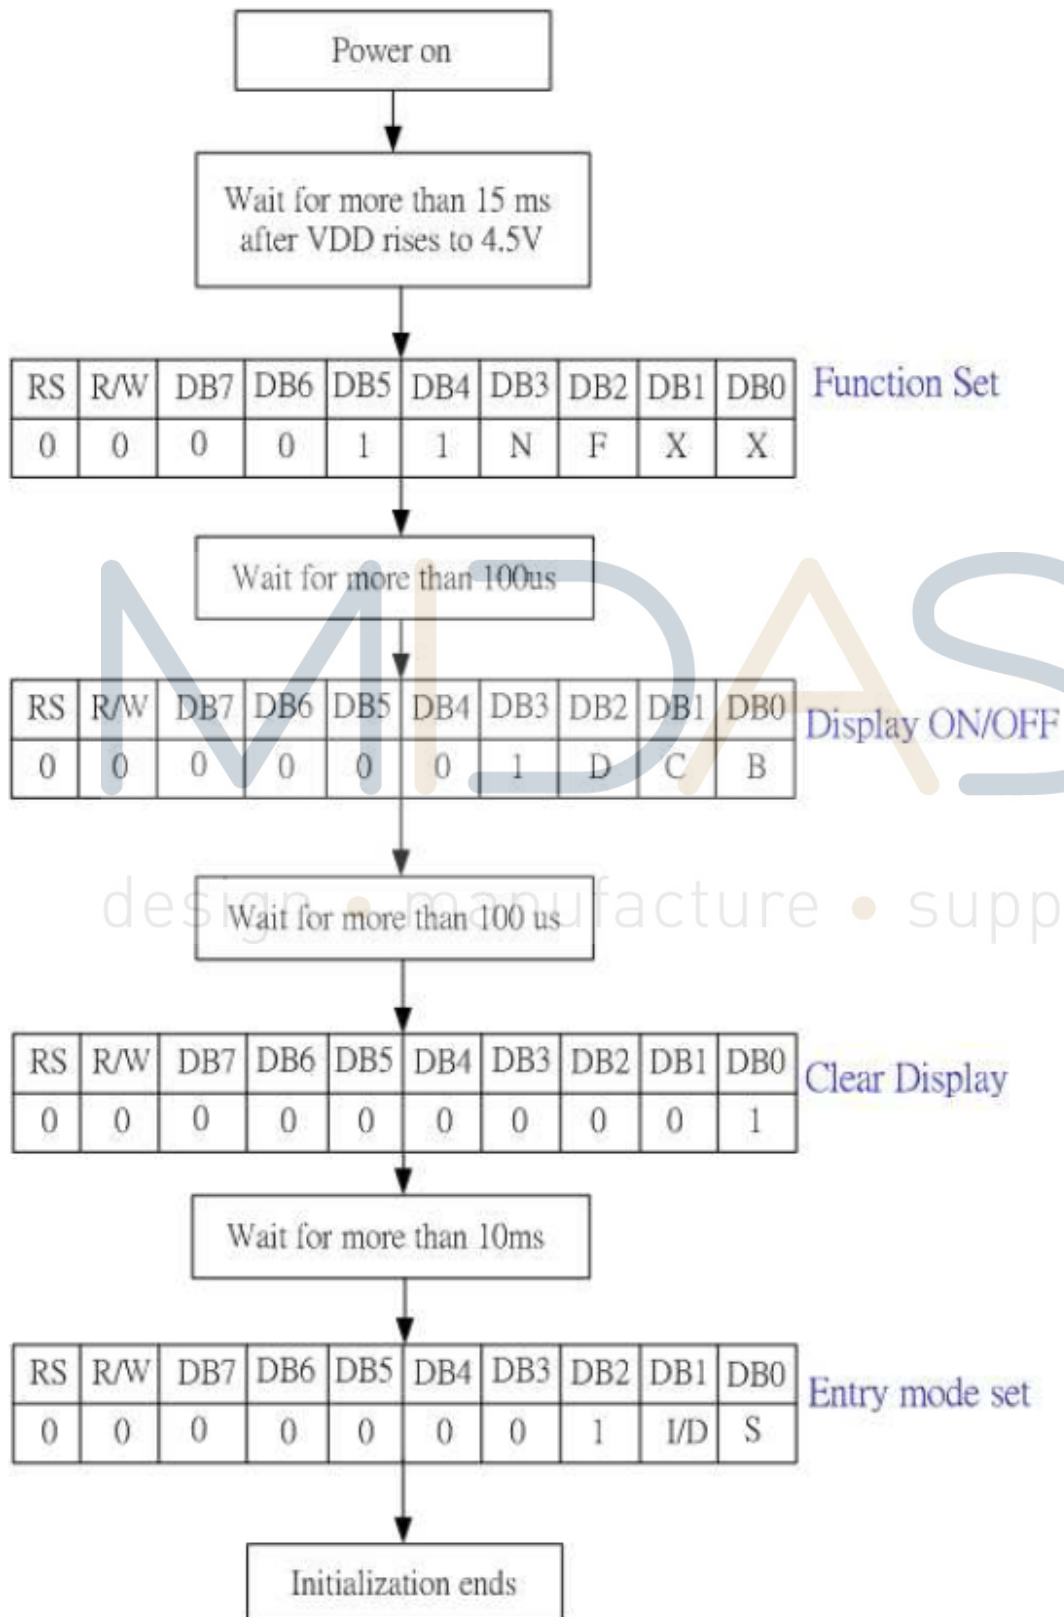 Power on
Wait for more than 15 ms
after VDD rises to 4.5V
RS R/W DB7 DB6 DB5 DB4 DB3 DB2 DB1 DB0
Function Set
0 0 0 0 1 1 N F X X
Wait for more than 100us
MIDAS
RS R/W DB7 DB6 DB5 DB4 DB3 DB2 DB1 DB0
Display ON/OFF
0 0 0 0 0 0 1 D C B
design • manufacture • supp
Wait for more than 100 us
RS R/W DB7 DB6 DB5 DB4 DB3 DB2 DB1 DB0
Clear Display
0 0 0 0 0 0 0 0 0 1
Wait for more than 10ms
RS R/W DB7 DB6 DB5 DB4 DB3 DB2 DB1 DB0
Entry mode set
0 0 0 0 0 0 0 1 I/D S
Initialization ends